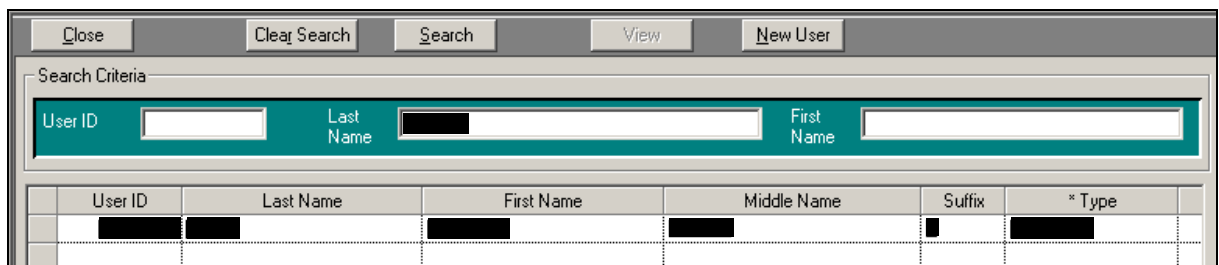 Close Clear Search Search View New User
Search Criteria
User ID Last Name First Name
User ID Last Name First Name Middle Name Suffix * Type